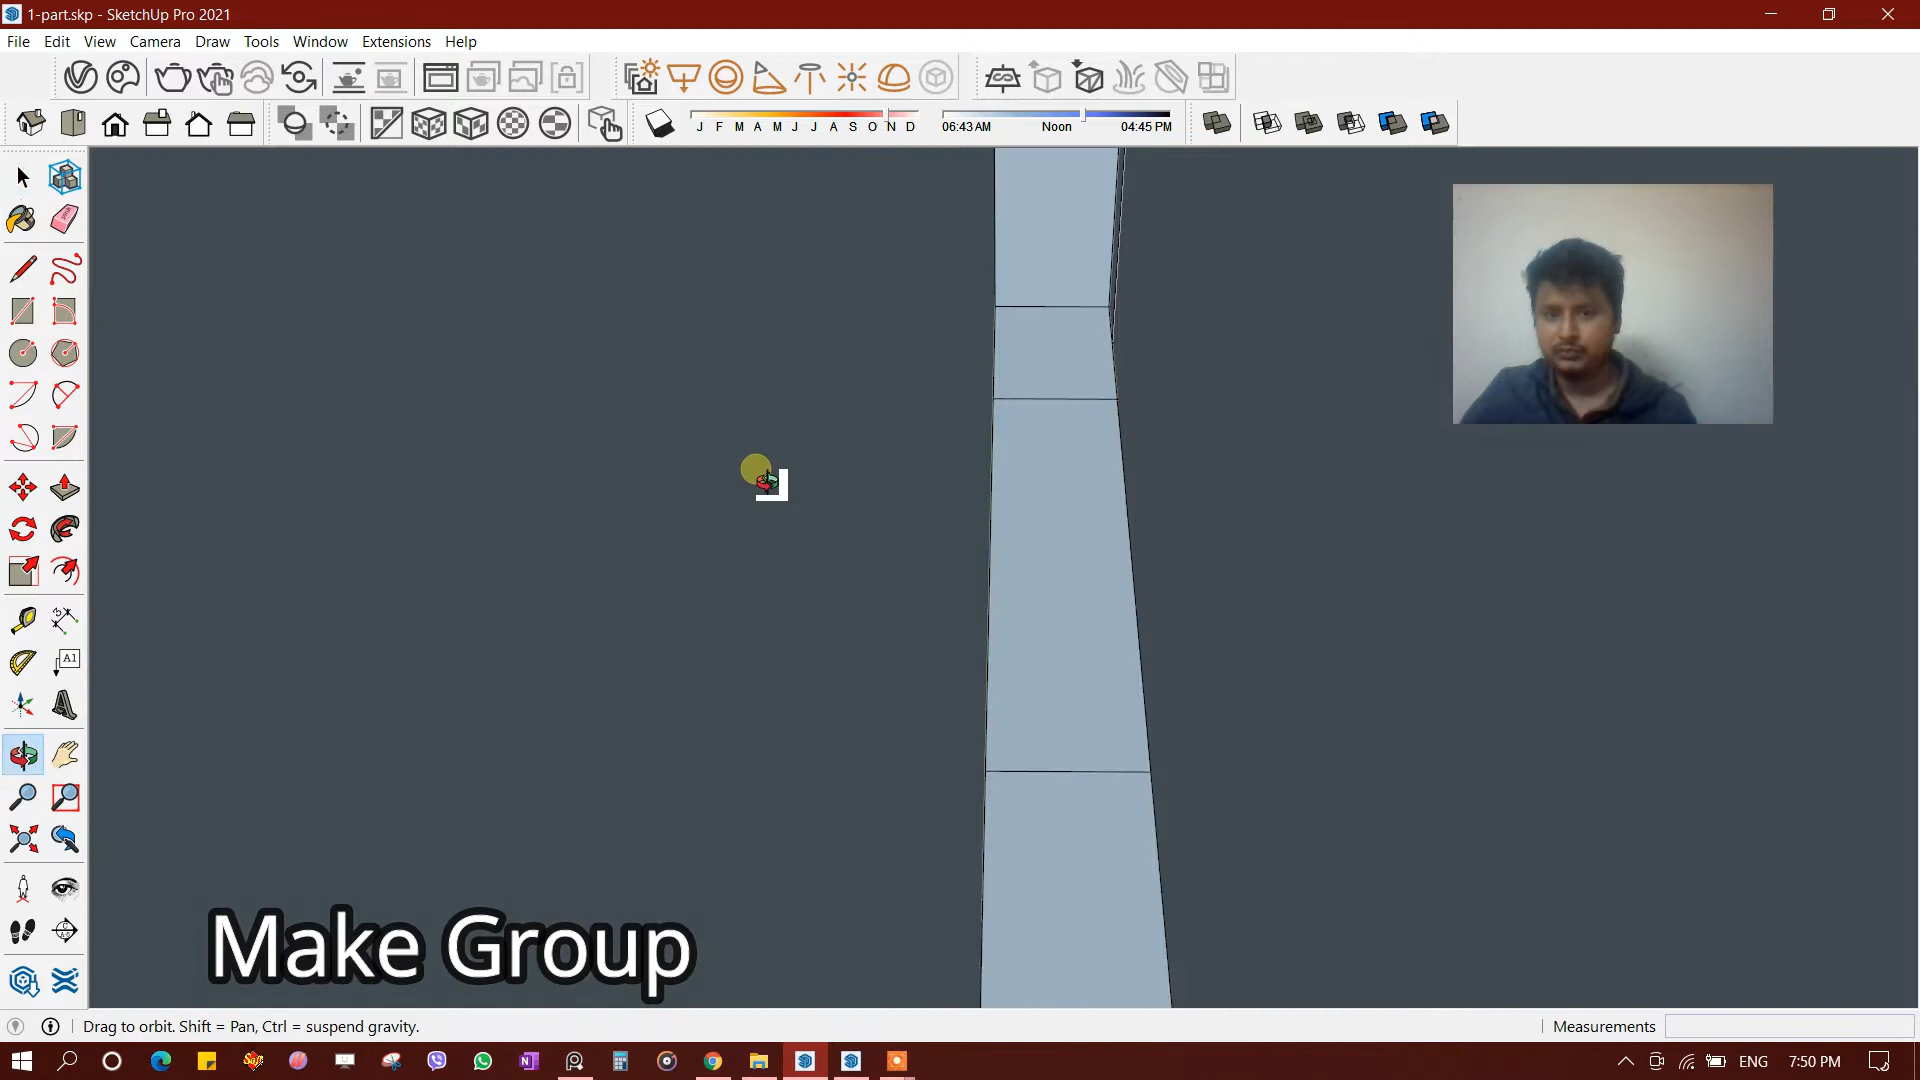 1-part.skp - SketchUp Pro 2021
File Edit View Camera Draw Tools Window Extensions Help
J F M A M J J A S O N D
06:43 AM Noon 04:45 PM
A1
Make Group
Drag to orbit. Shift = Pan, Ctrl = suspend gravity.
Measurements
ENG
7:50 PM